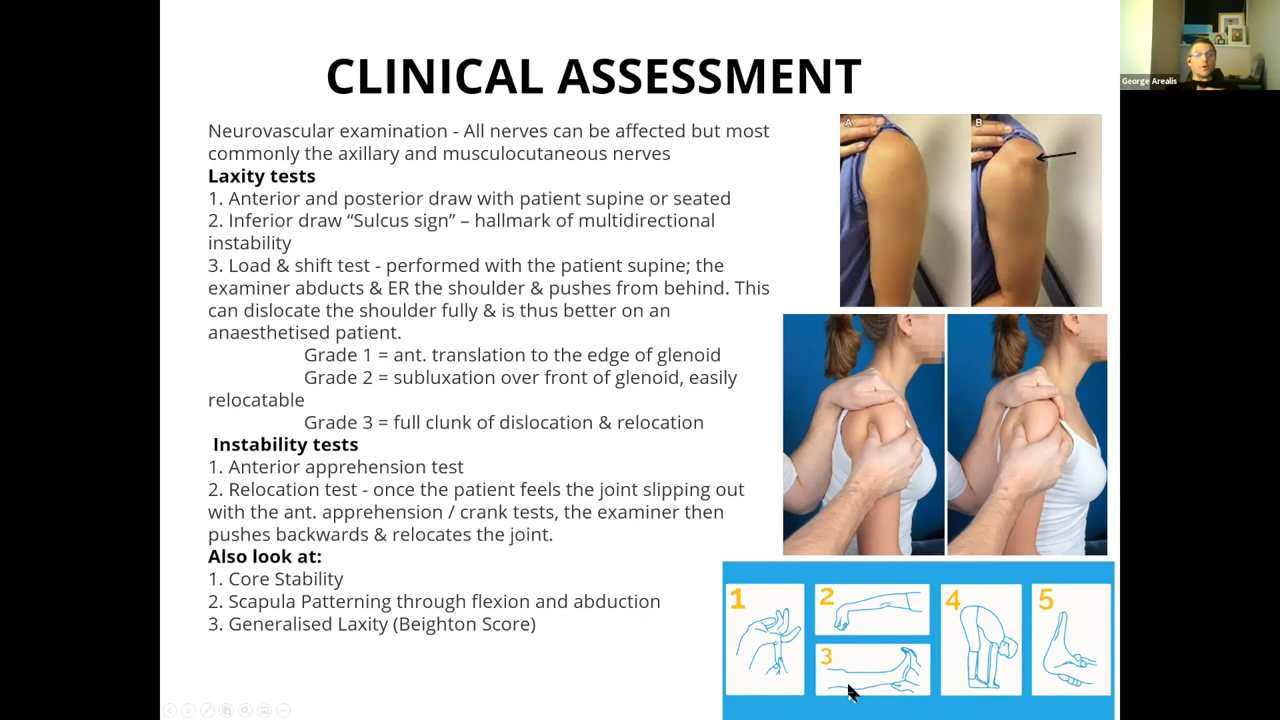 CLINICAL ASSESSMENT
George Arealis
Neurovascular examination - All nerves can be affected but most
commonly the axillary and musculocutaneous nerves
Laxity tests
1. Anterior and posterior draw with patient supine or seated
2. Inferior draw “Sulcus sign” – hallmark of multidirectional
instability
3. Load & shift test - performed with the patient supine; the
examiner abducts & ER the shoulder & pushes from behind. This
can dislocate the shoulder fully & is thus better on an
anaesthetised patient.
Grade 1 = ant. translation to the edge of glenoid
Grade 2 = subluxation over front of glenoid, easily
relocatable
Grade 3 = full clunk of dislocation & relocation
Instability tests
1. Anterior apprehension test
2. Relocation test - once the patient feels the joint slipping out
with the ant. apprehension / crank tests, the examiner then
pushes backwards & relocates the joint.
Also look at:
1. Core Stability
2. Scapula Patterning through flexion and abduction
3. Generalised Laxity (Beighton Score)
A
B
1
2
3
4
5